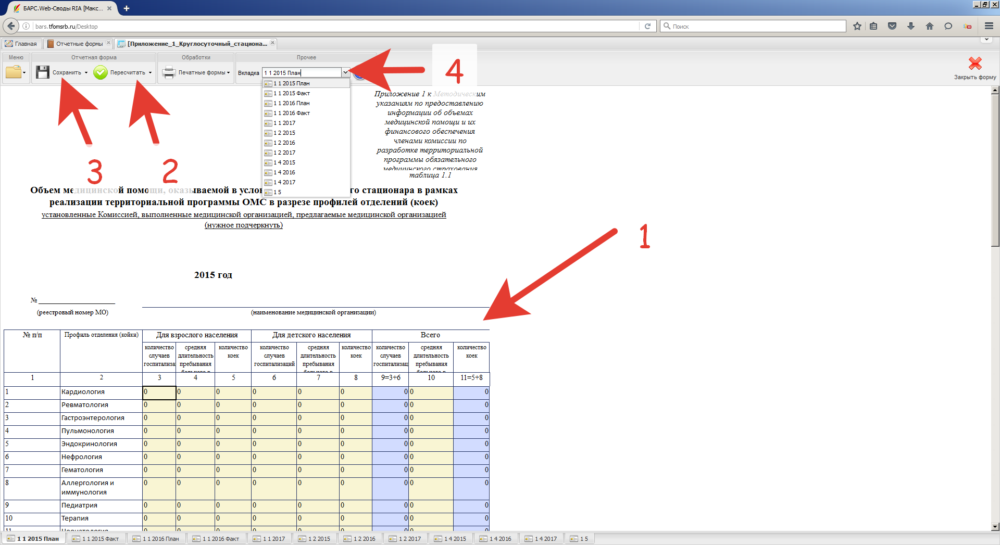 БАРС.Web-Своды RIA [Макс...
bars.tfomsrb.ru/Desktop
Поиск
Главная
Отчетные формы
[Приложение_1_Круглосуточный_стациона...
Меню
Отчетная форма
Обработки
Прочее
Сохранить
Пересчитать
Печатные формы
Вкладка
1 1 2015 План
4
Закрыть форму
1 1 2015 План
1 1 2015 Факт
1 1 2016 План
1 1 2016 Факт
1 1 2017
1 2 2015
1 2 2016
1 2 2017
1 4 2015
1 4 2016
1 4 2017
1 5
Приложение 1 к Методическим
указаниям по предоставлению
информации об объемах
медицинской помощи и их
финансового обеспечения
членами комиссии по
разработке территориальной
программы обязательного
медицинского страхования
таблица 1.1
3
2
Объем медицинской помощи, оказываемой в услов го стационара в рамках
реализации территориальной программы ОМС в разрезе профилей отделений (коек)
установленные Комиссией, выполненные медицинской организацией, предлагаемые медицинской организацией
(нужное подчеркнуть)
1
2015 год
№
(реестровый номер МО)
(наименование медицинской организации)
№ п/п Профиль отделения (койки) Для взрослого населения Для детского населения Всего
количество средняя количество количество средняя количество количество средняя количество
случаев длительность коек случаев длительность коек случаев длительность коек
госпитализа пребывания госпитализаций пребывания госпитализац пребывания
1 2 3 4 5 6 7 8 9=3+6 10 11=5+8
1 Кардиология 0 0 0 0 0 0 0 0 0
2 Ревматология 0 0 0 0 0 0 0 0 0
3 Гастроэнтерология 0 0 0 0 0 0 0 0 0
4 Пульмонология 0 0 0 0 0 0 0 0 0
5 Эндокринология 0 0 0 0 0 0 0 0 0
6 Нефрология 0 0 0 0 0 0 0 0 0
7 Гематология 0 0 0 0 0 0 0 0 0
8 Аллергология и 0 0 0 0 0 0 0 0 0
иммунология
9 Педиатрия 0 0 0 0 0 0 0 0 0
10 Терапия 0 0 0 0 0 0 0 0 0
1 1 2015 План 1 1 2015 Факт 1 1 2016 План 1 1 2016 Факт 1 1 2017 1 2 2015 1 2 2016 1 2 2017 1 4 2015 1 4 2016 1 4 2017 1 5